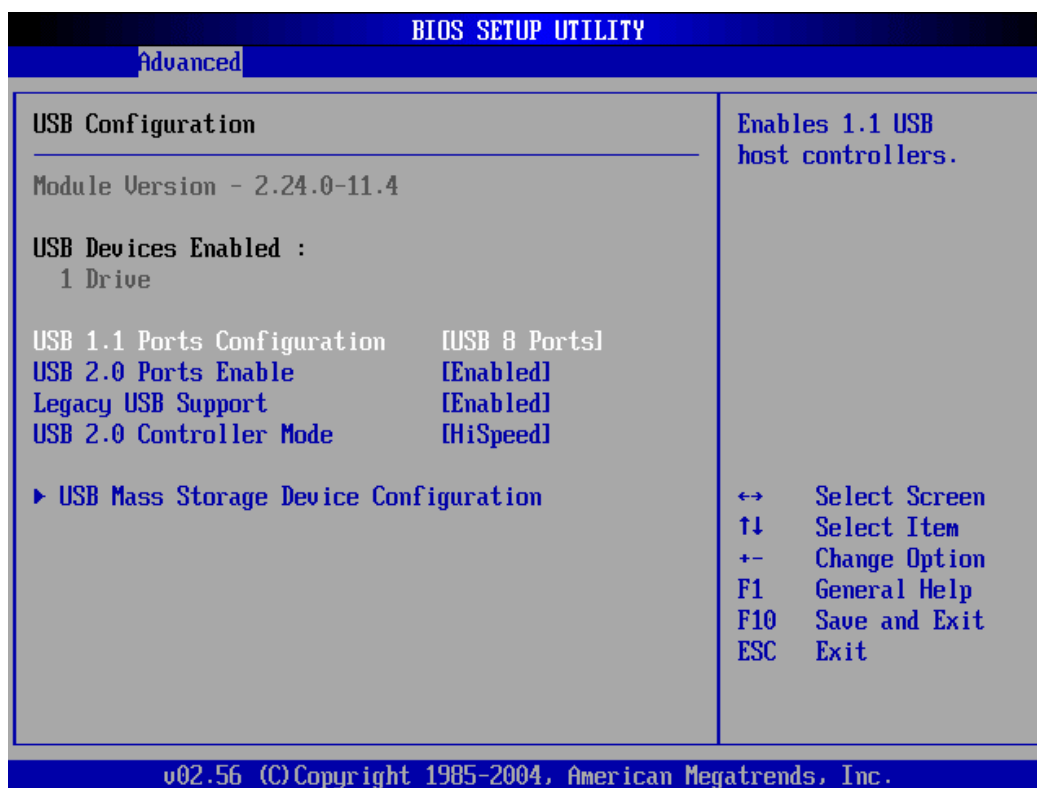 BIOS SETUP UTILITY
Advanced
USB Configuration
Module Version - 2.24.0-11.4
USB Devices Enabled :
1 Drive
USB 1.1 Ports Configuration [USB 8 Ports]
USB 2.0 Ports Enable [Enabled]
Legacy USB Support [Enabled]
USB 2.0 Controller Mode [HiSpeed]
▶ USB Mass Storage Device Configuration
Enables 1.1 USB
host controllers.
←→ Select Screen
↑↓ Select Item
+- Change Option
F1 General Help
F10 Save and Exit
ESC Exit
v02.56 (C)Copyright 1985-2004, American Megatrends, Inc.